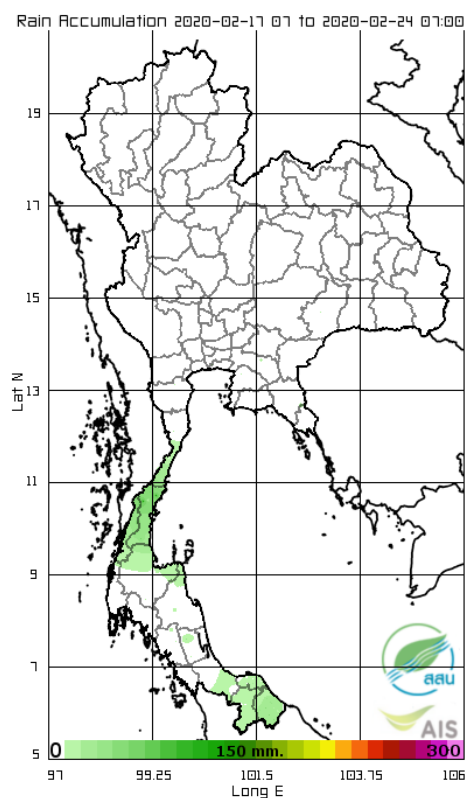 Rain Accumulation 2020-02-17 07 to 2020-02-24 07:00
19
17
15
Lat N
13
11
9
7
สสน
AIS
0 150 mm. 300
5
97 99.25 101.5 103.75 106
Long E